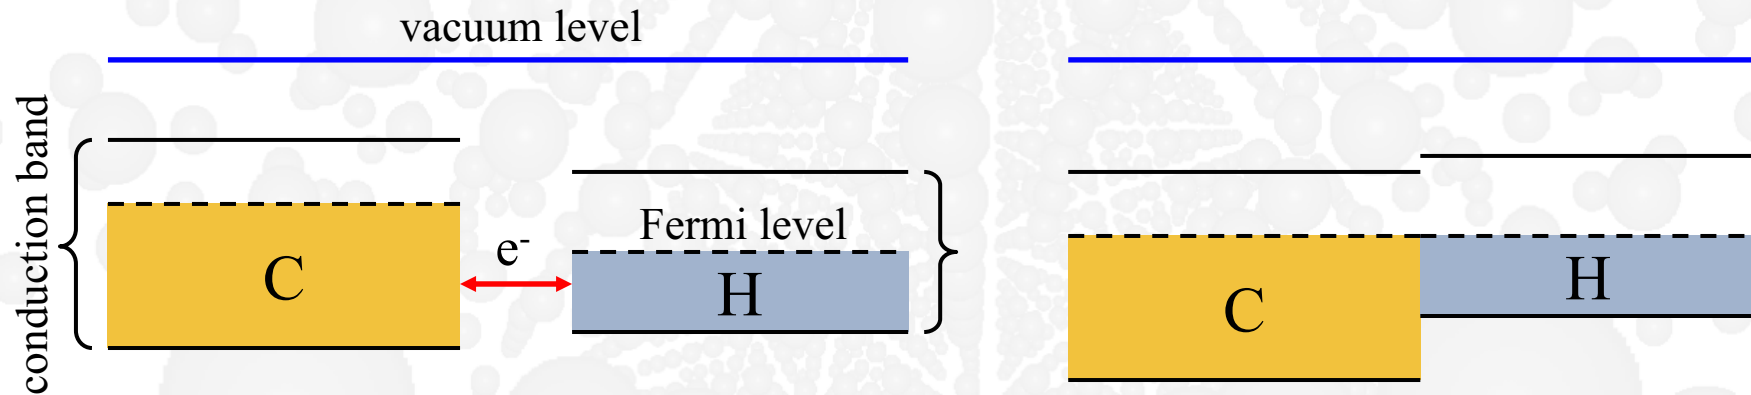 vacuum level
conduction band
C
e-
Fermi level
H
C
H